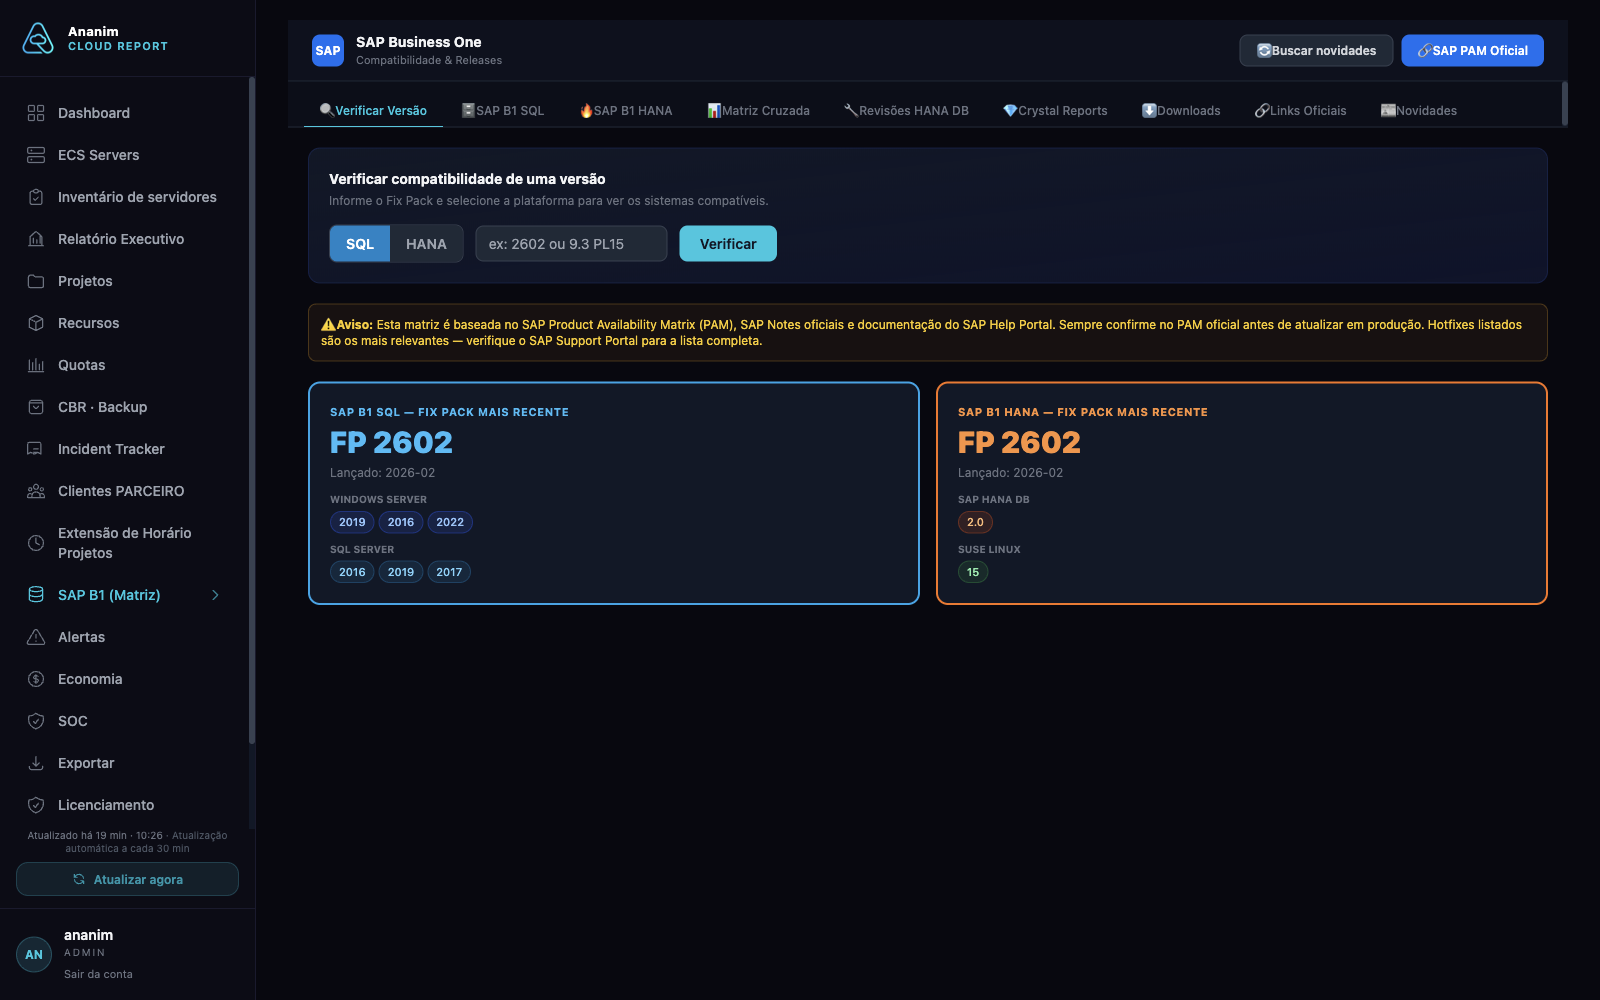 Ananim
CLOUD REPORT
Dashboard
ECS Servers
Inventário de servidores
Relatório Executivo
Projetos
Recursos
Quotas
CBR · Backup
Incident Tracker
Clientes PARCEIRO
Extensão de Horário
Projetos
SAP B1 (Matriz)
Alertas
Economia
SOC
Exportar
Licenciamento
Atualizado há 19 min · 10:26 · Atualização
automática a cada 30 min
Atualizar agora
AN
ananim
ADMIN
Sair da conta
SAP
SAP Business One
Compatibilidade & Releases
Buscar novidades
SAP PAM Oficial
Verificar Versão
SAP B1 SQL
SAP B1 HANA
Matriz Cruzada
Revisões HANA DB
Crystal Reports
Downloads
Links Oficiais
Novidades
Verificar compatibilidade de uma versão
Informe o Fix Pack e selecione a plataforma para ver os sistemas compatíveis.
SQL HANA ex: 2602 ou 9.3 PL15 Verificar
Aviso: Esta matriz é baseada no SAP Product Availability Matrix (PAM), SAP Notes oficiais e documentação do SAP Help Portal. Sempre confirme no PAM oficial antes de atualizar em produção. Hotfixes listados
são os mais relevantes — verifique o SAP Support Portal para a lista completa.
SAP B1 SQL — FIX PACK MAIS RECENTE
FP 2602
Lançado: 2026-02
WINDOWS SERVER
2019 2016 2022
SQL SERVER
2016 2019 2017
SAP B1 HANA — FIX PACK MAIS RECENTE
FP 2602
Lançado: 2026-02
SAP HANA DB
2.0
SUSE LINUX
15